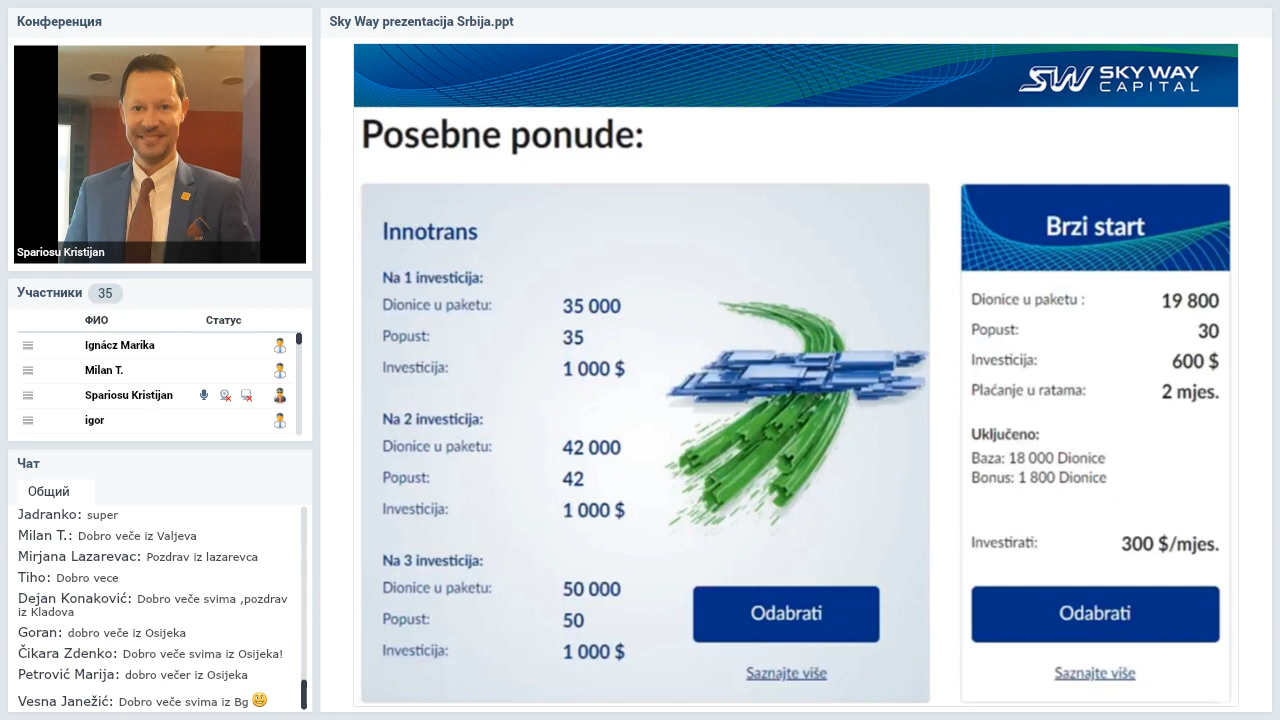 Конференция
Spariosu Kristijan
Участники 35
ФИО Статус
Ignácz Marika
Milan T.
Spariosu Kristijan
igor
Чат
Общий
Jadranko: super
Milan T.: Dobro veče iz Valjeva
Mirjana Lazarevac: Pozdrav iz lazarevca
Tiho: Dobro vece
Dejan Konaković: Dobro veče svima ,pozdrav
iz Kladova
Goran: dobro veče iz Osijeka
Čikara Zdenko: Dobro veče svima iz Osijeka!
Petrović Marija: dobro večer iz Osijeka
Vesna Janežić: Dobro veče svima iz Bg
Sky Way prezentacija Srbija.ppt
SW SKY WAY
CAPITAL
Posebne ponude:
Innotrans
Na 1 investicija:
Dionice u paketu: 35 000
Popust: 35
Investicija: 1 000 $
Na 2 investicija:
Dionice u paketu: 42 000
Popust: 42
Investicija: 1 000 $
Na 3 investicija:
Dionice u paketu: 50 000
Popust: 50
Investicija: 1 000 $
Odabrati
Saznajte više
Brzi start
Dionice u paketu : 19 800
Popust: 30
Investicija: 600 $
Plaćanje u ratama: 2 mjes.
Uključeno:
Baza: 18 000 Dionice
Bonus: 1 800 Dionice
Investirati: 300 $/mjes.
Odabrati
Saznajte više